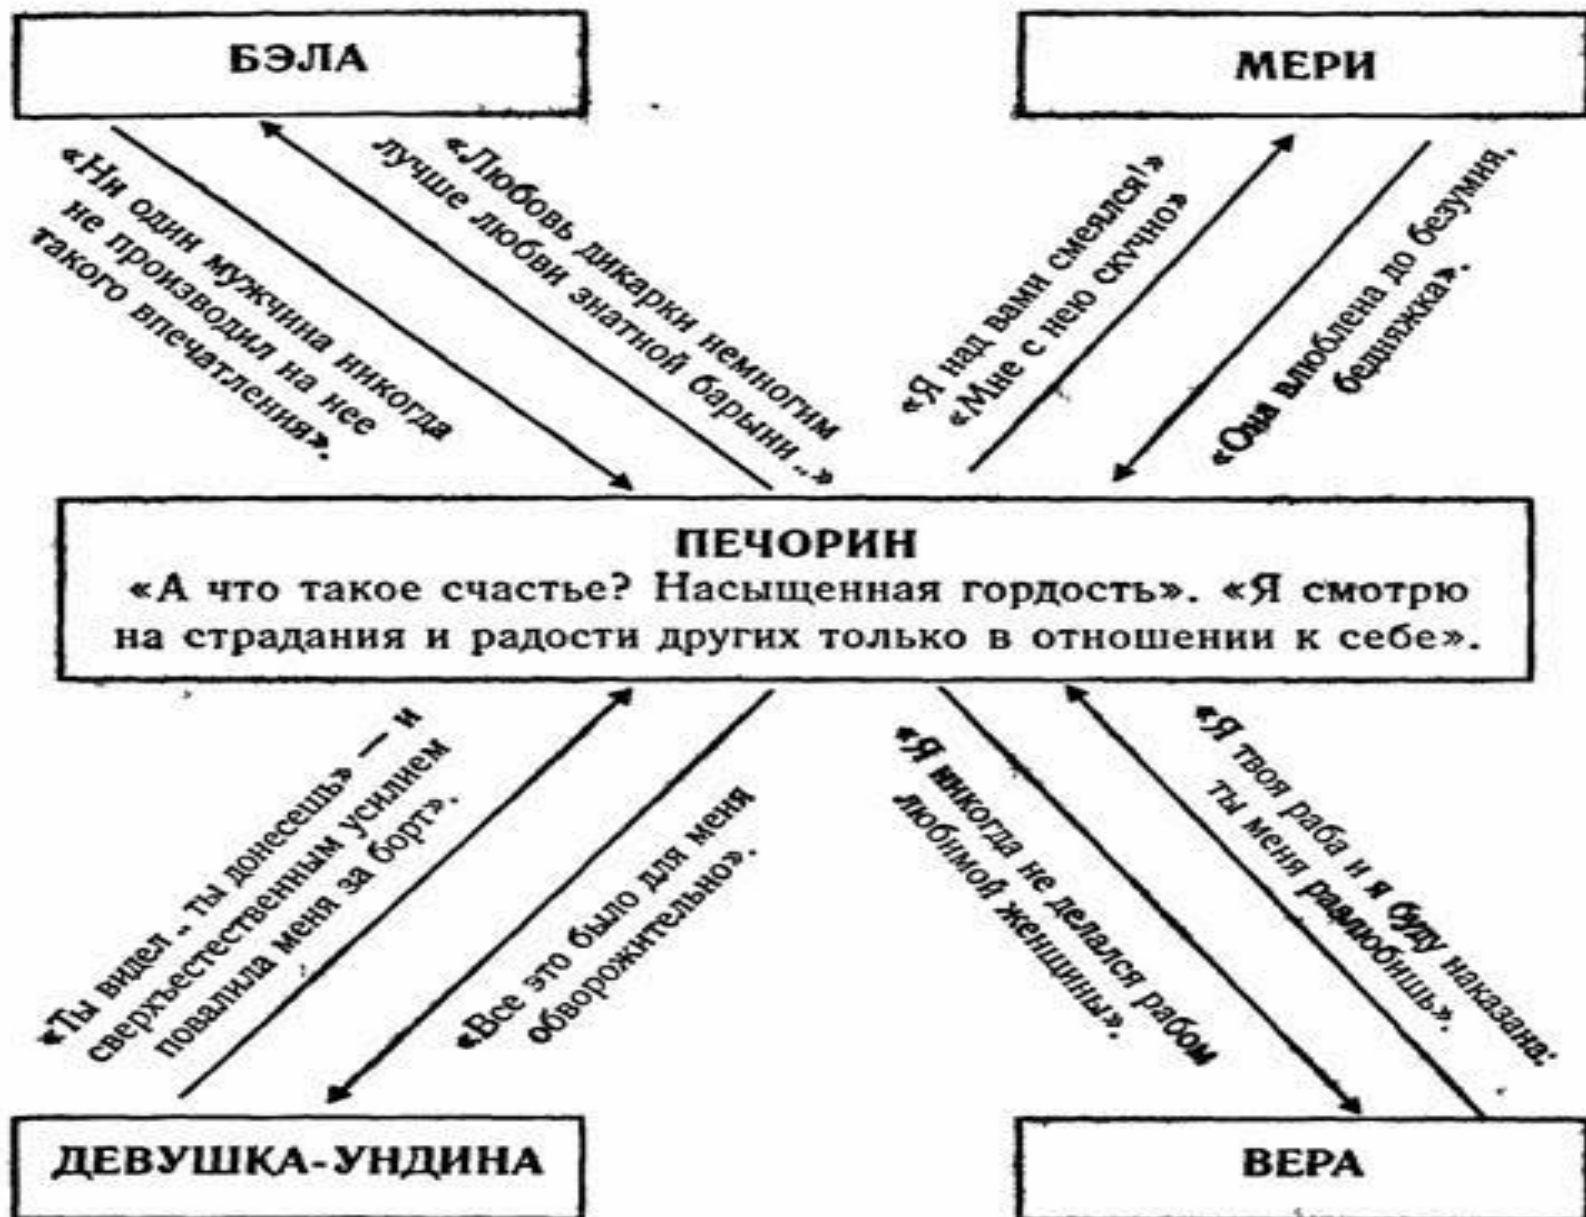 БЭЛА
МЕРИ
«Ни один мужчина никогда
не производил на нее
такого впечатления».
«Любовь дикарки немногим
лучше любви знатной барыни..»
«Я над вами смеялся!»
«Мне с нею скучно»
«Она влюблена до безумия,
бедняжка».
ПЕЧОРИН
«А что такое счастье? Насыщенная гордость». «Я смотрю
на страдания и радости других только в отношении к себе».
«Ты видел .. ты донесешь» — и
сверхъестественным усилием
повалила меня за борт».
«Все это было для меня
обворожительно».
«Я никогда не делался рабом
любимой женщины».
«Я твоя раба и я буду наказана:
ты меня разлюбишь».
ДЕВУШКА-УНДИНА
ВЕРА